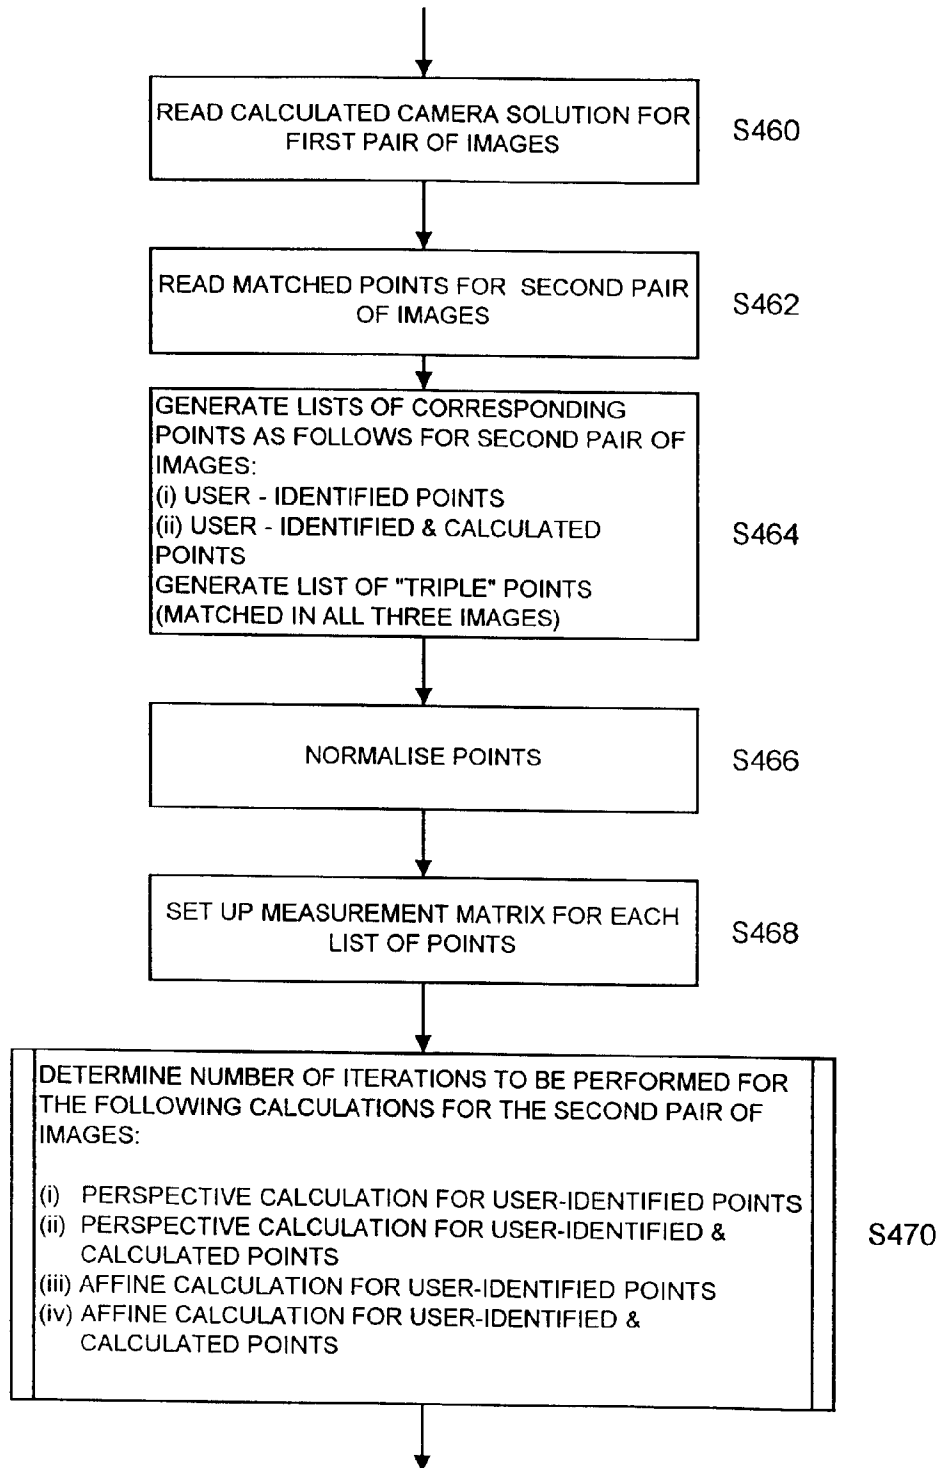 READ CALCULATED CAMERA SOLUTION FOR
FIRST PAIR OF IMAGES
S460
READ MATCHED POINTS FOR SECOND PAIR
OF IMAGES
S462
GENERATE LISTS OF CORRESPONDING
POINTS AS FOLLOWS FOR SECOND PAIR OF
IMAGES:
(i) USER - IDENTIFIED POINTS
(ii) USER - IDENTIFIED & CALCULATED
POINTS
GENERATE LIST OF "TRIPLE" POINTS
(MATCHED IN ALL THREE IMAGES)
S464
NORMALISE POINTS
S466
SET UP MEASUREMENT MATRIX FOR EACH
LIST OF POINTS
S468
DETERMINE NUMBER OF ITERATIONS TO BE PERFORMED FOR
THE FOLLOWING CALCULATIONS FOR THE SECOND PAIR OF
IMAGES:
(i) PERSPECTIVE CALCULATION FOR USER-IDENTIFIED POINTS
(ii) PERSPECTIVE CALCULATION FOR USER-IDENTIFIED &
CALCULATED POINTS
(iii) AFFINE CALCULATION FOR USER-IDENTIFIED POINTS
(iv) AFFINE CALCULATION FOR USER-IDENTIFIED &
CALCULATED POINTS
S470